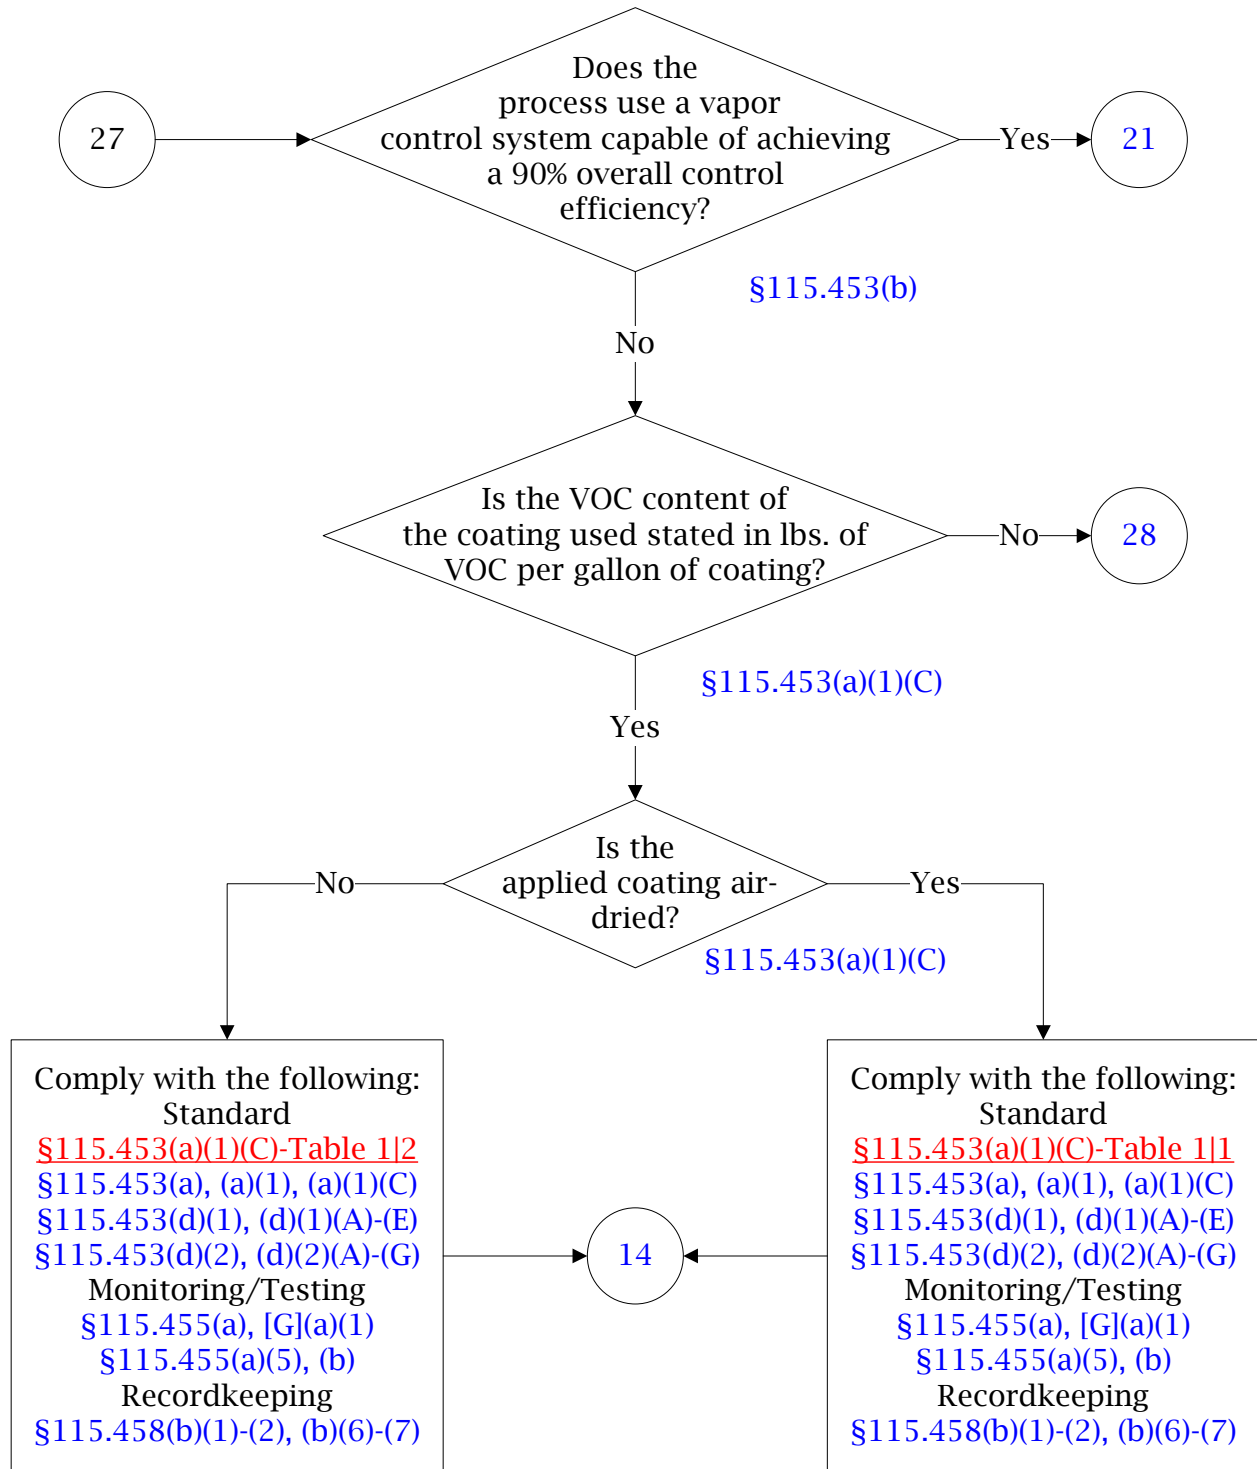 Does the
process use a vapor
control system capable of achieving
a 90% overall control
efficiency?
27
Yes
21
§115.453(b)
No
Is the VOC content of
the coating used stated in lbs. of
VOC per gallon of coating?
No
28
§115.453(a)(1)(C)
Yes
Is the
applied coating air-
dried?
No
Yes
§115.453(a)(1)(C)
Comply with the following:
Standard
§115.453(a)(1)(C)-Table 1|2
§115.453(a), (a)(1), (a)(1)(C)
§115.453(d)(1), (d)(1)(A)-(E)
§115.453(d)(2), (d)(2)(A)-(G)
Monitoring/Testing
§115.455(a), [G](a)(1)
§115.455(a)(5), (b)
Recordkeeping
§115.458(b)(1)-(2), (b)(6)-(7)
14
Comply with the following:
Standard
§115.453(a)(1)(C)-Table 1|1
§115.453(a), (a)(1), (a)(1)(C)
§115.453(d)(1), (d)(1)(A)-(E)
§115.453(d)(2), (d)(2)(A)-(G)
Monitoring/Testing
§115.455(a), [G](a)(1)
§115.455(a)(5), (b)
Recordkeeping
§115.458(b)(1)-(2), (b)(6)-(7)